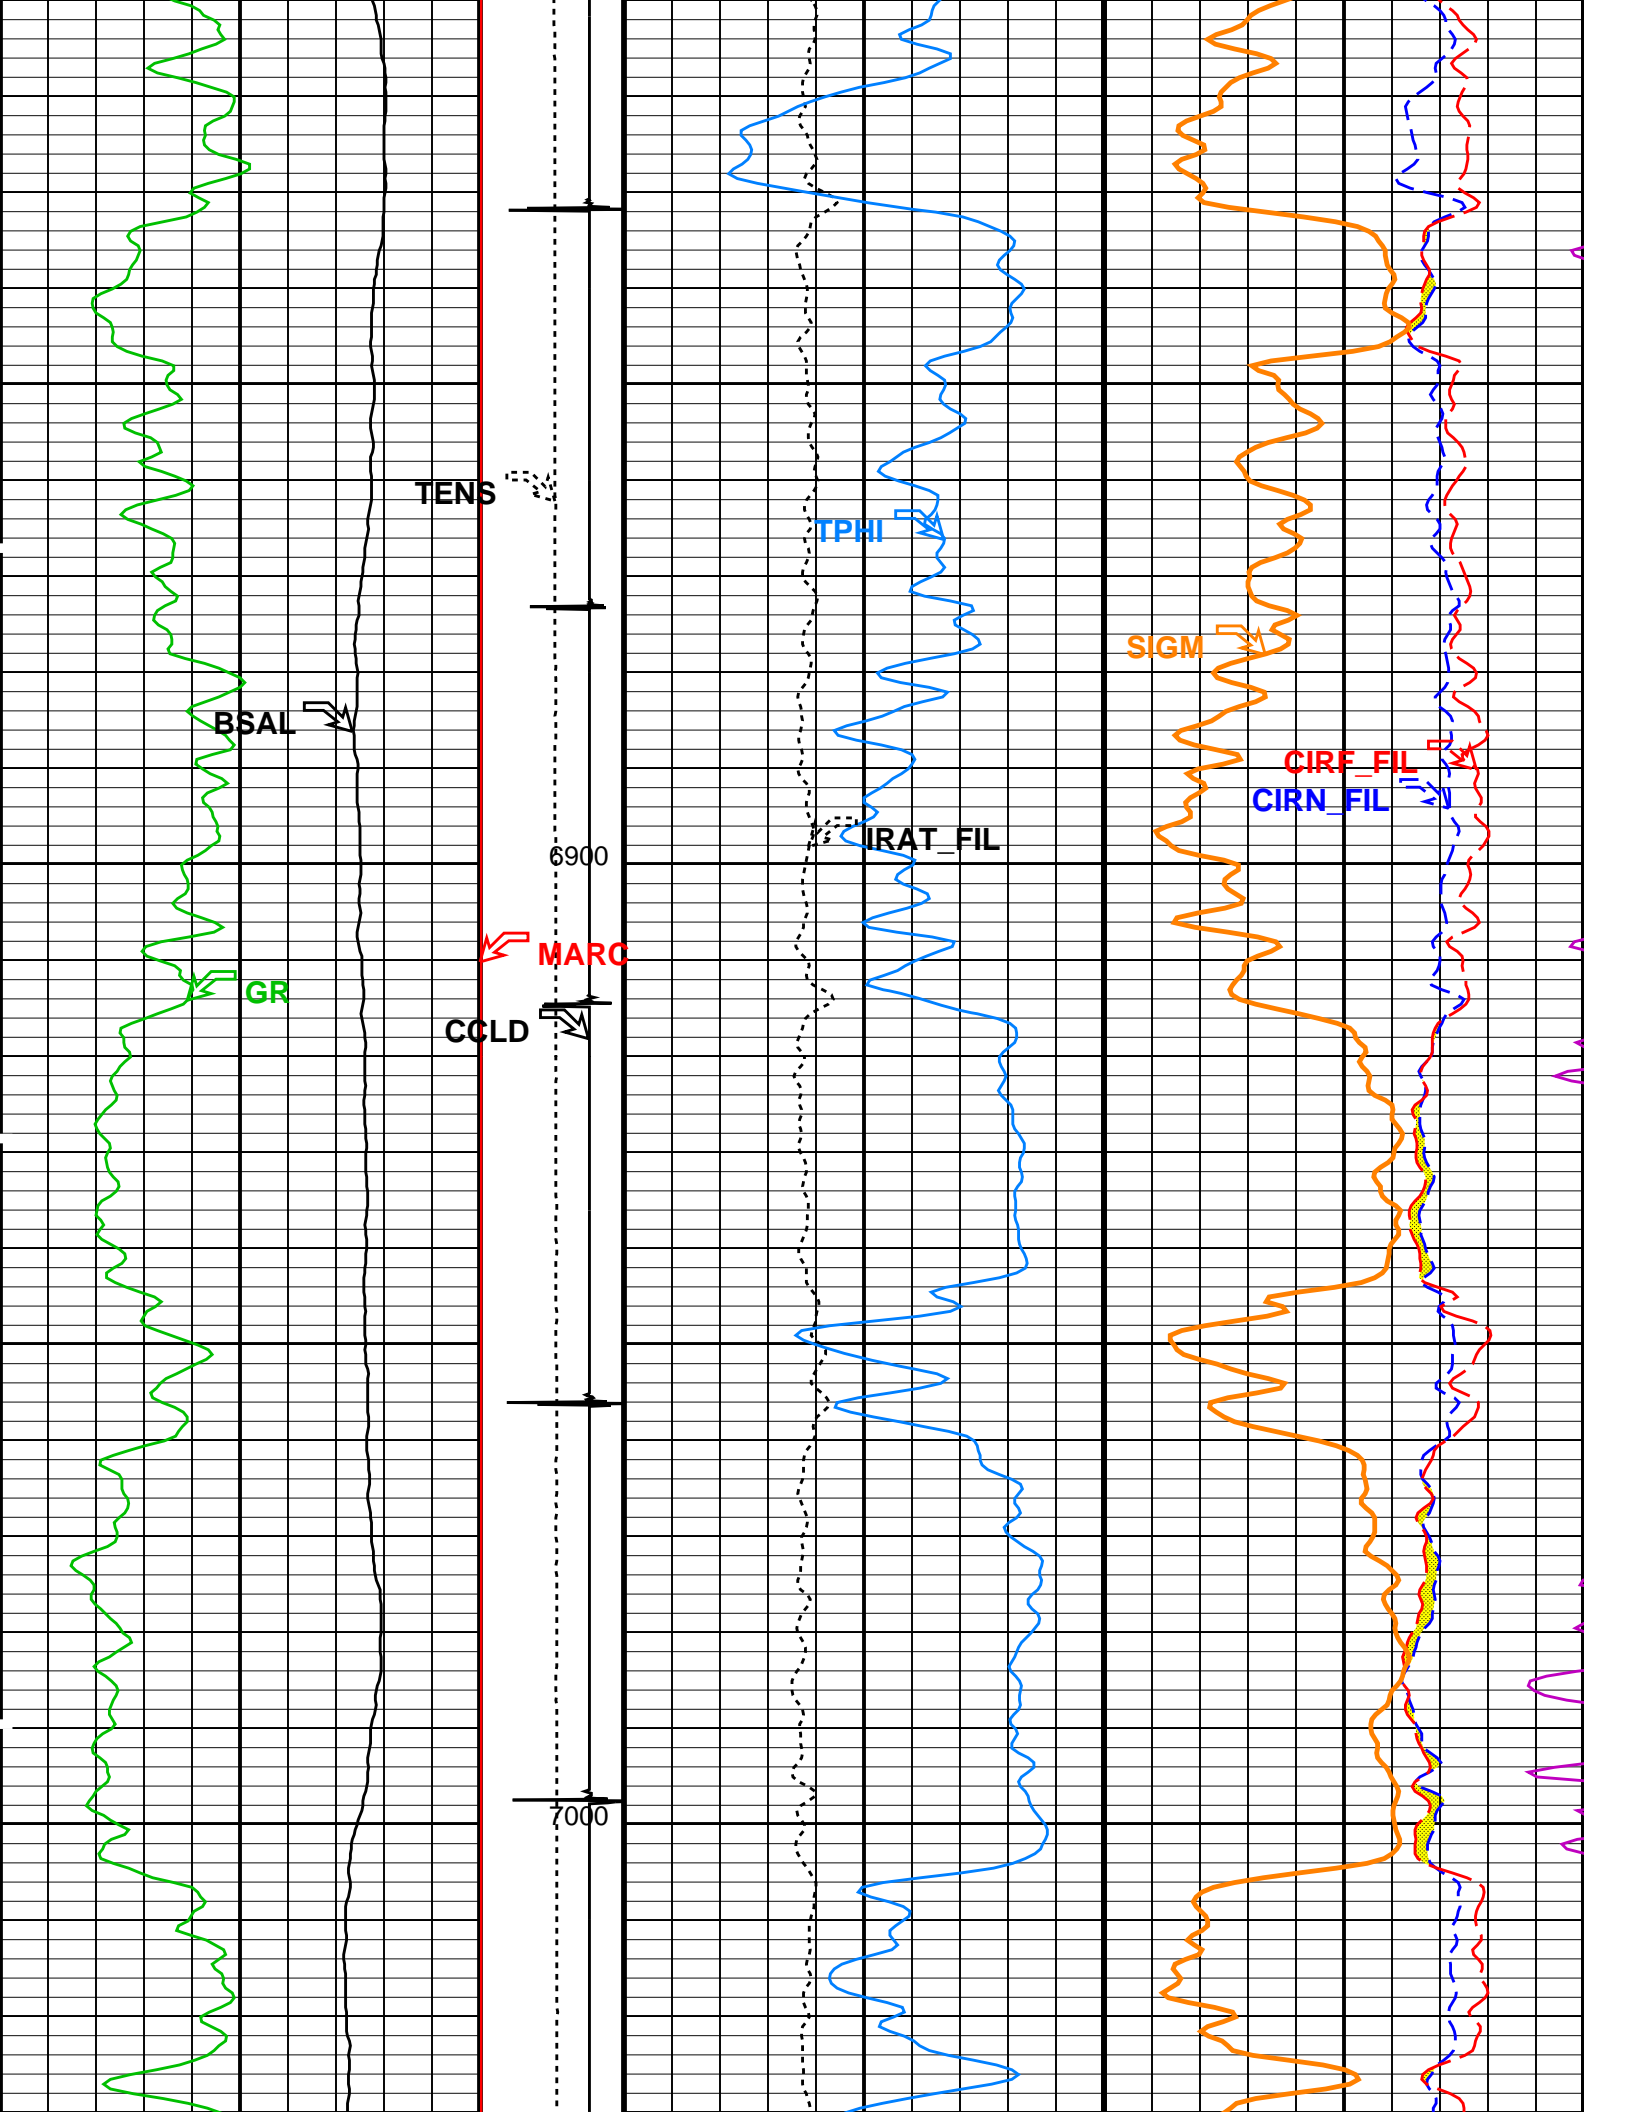 TENS
TPHI
SIGM
BSAL
CIRF_FIL
CIRN_FIL
IRAT_FIL
6900
MARC
GR
CCLD
7000